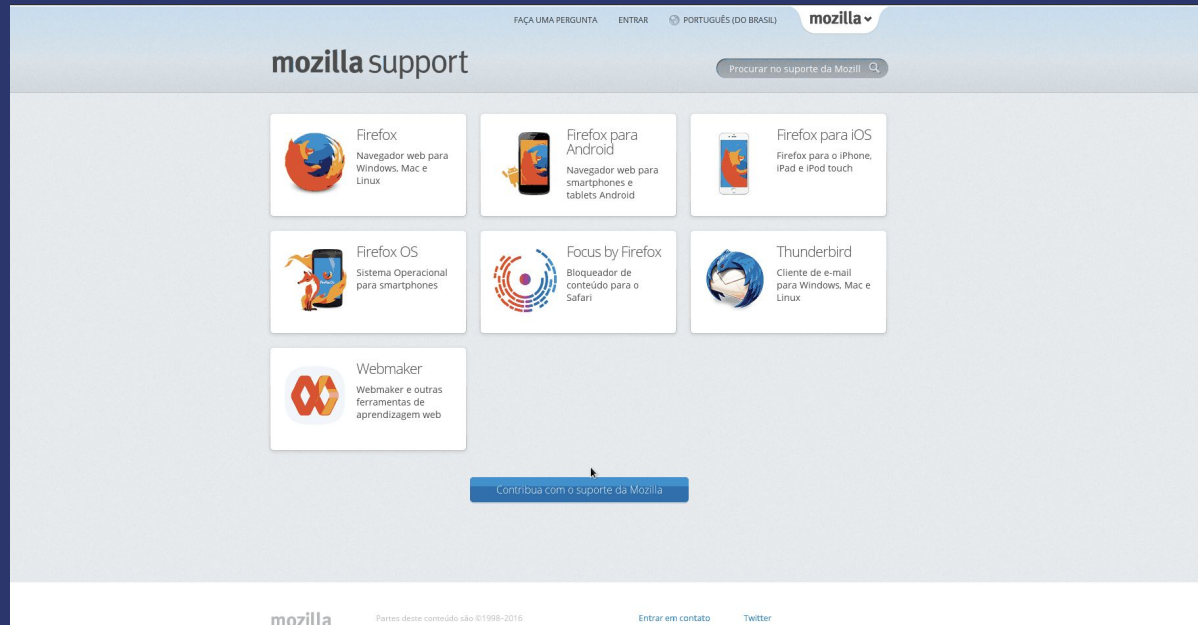 FAÇA UMA PERGUNTA ENTRAR PORTUGUÊS (DO BRASIL) mozilla
mozilla support
Procurar no suporte da Mozill
Firefox
Navegador web para
Windows, Mac e
Linux
Firefox para
Android
Navegador web para
smartphones e
tablets Android
Firefox para iOS
Firefox para o iPhone,
iPad e iPod touch
Firefox OS
Sistema Operacional
para smartphones
Focus by Firefox
Bloqueador de
conteúdo para o
Safari
Thunderbird
Cliente de e-mail
para Windows, Mac e
Linux
Webmaker
Webmaker e outras
ferramentas de
aprendizagem web
Contribua com o suporte da Mozilla
mozilla Partes deste conteúdo são ©1998–2016 Entrar em contato Twitter